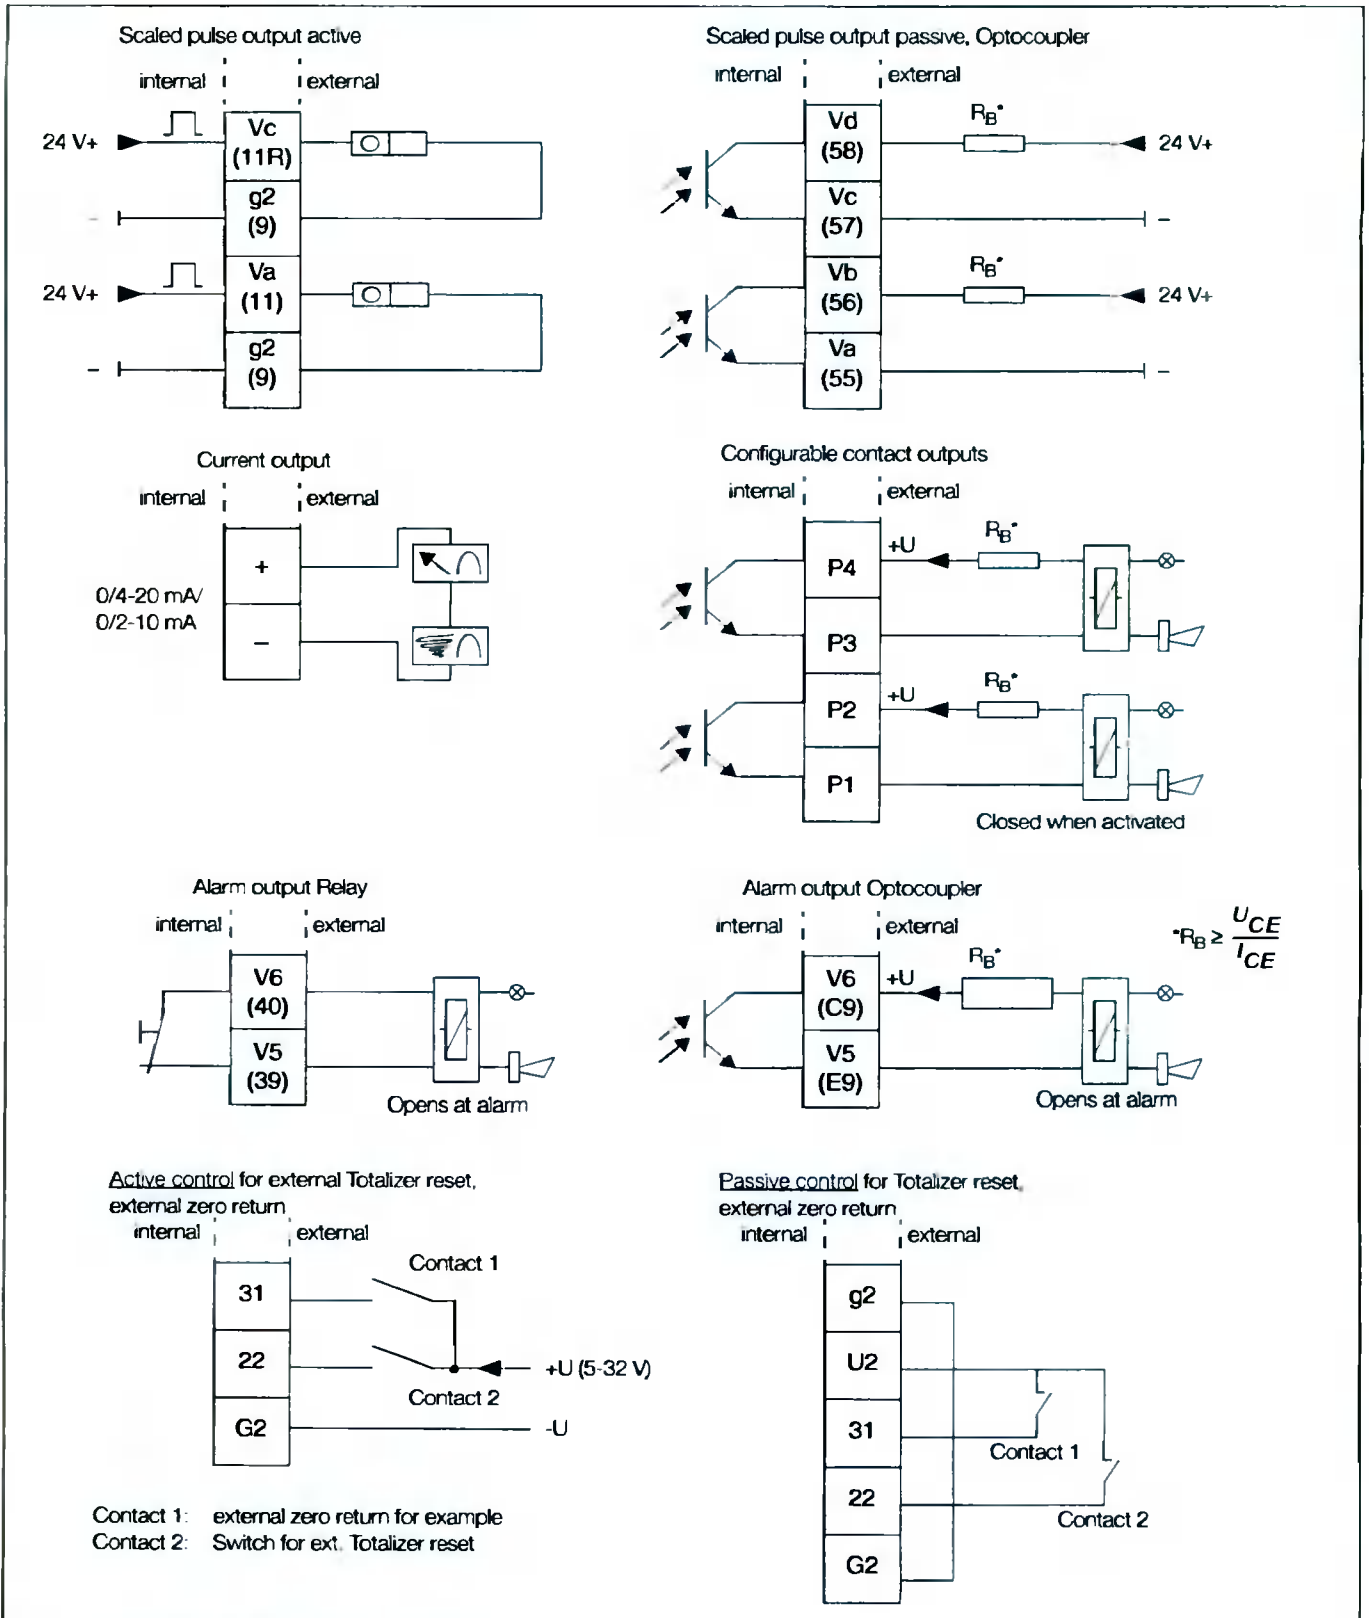 Scaled pulse output active
internal
external
24 V+
Vc
(11R)
g2
(9)
–
24 V+
Va
(11)
g2
(9)
–
Scaled pulse output passive, Optocoupler
internal
external
Vd
(58)
RB*
24 V+
Vc
(57)
–
Vb
(56)
RB*
24 V+
Va
(55)
–
Current output
internal
external
0/4-20 mA/
0/2-10 mA
+
–
Configurable contact outputs
internal
external
P4
+U
RB*
P3
P2
+U
RB*
P1
Closed when activated
Alarm output Relay
internal
external
V6
(40)
V5
(39)
Opens at alarm
Alarm output Optocoupler
internal
external
V6
(C9)
+U
RB*
V5
(E9)
Opens at alarm
*RB ≥ UCE
ICE
Active control for external Totalizer reset,
external zero return
internal
external
31
Contact 1
22
+U (5-32 V)
Contact 2
G2
-U
Contact 1: external zero return for example
Contact 2: Switch for ext. Totalizer reset
Passive control for Totalizer reset,
external zero return
internal
external
g2
U2
31
Contact 1
22
Contact 2
G2